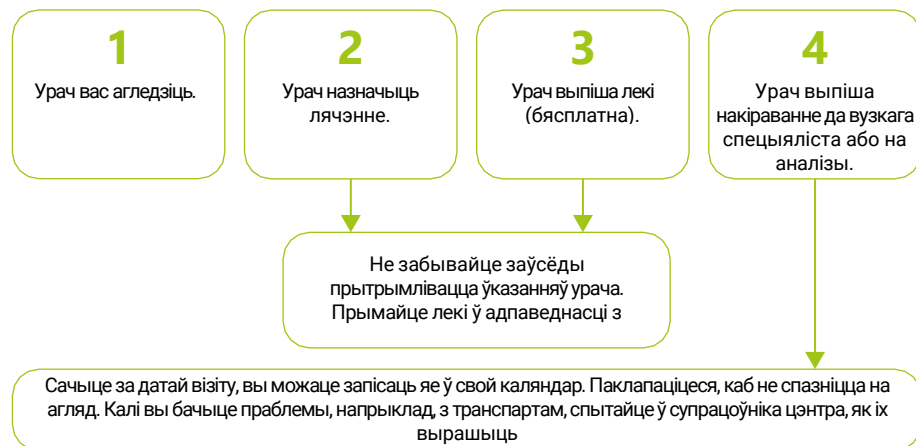 1
Урач вас агледзіць.
2
Урач назначыць
лячэнне.
3
Урач выпіша лекі
(бясплатна).
4
Урач выпіша
накіраванне да вузкага
спецыяліста або на
аналізы.
Не забывайце заўсёды
прытрымлівацца ўказанняў урача.
Прымайце лекі ў адпаведнасці з
Сачыце за датай візіту, вы можаце запісаць яе ў свой каляндар. Паклапаціцеся, каб не спазніцца на
агляд. Калі вы бачыце праблемы, напрыклад, з транспартам, спытайце ў супрацоўніка цэнтра, як іх
вырашыць